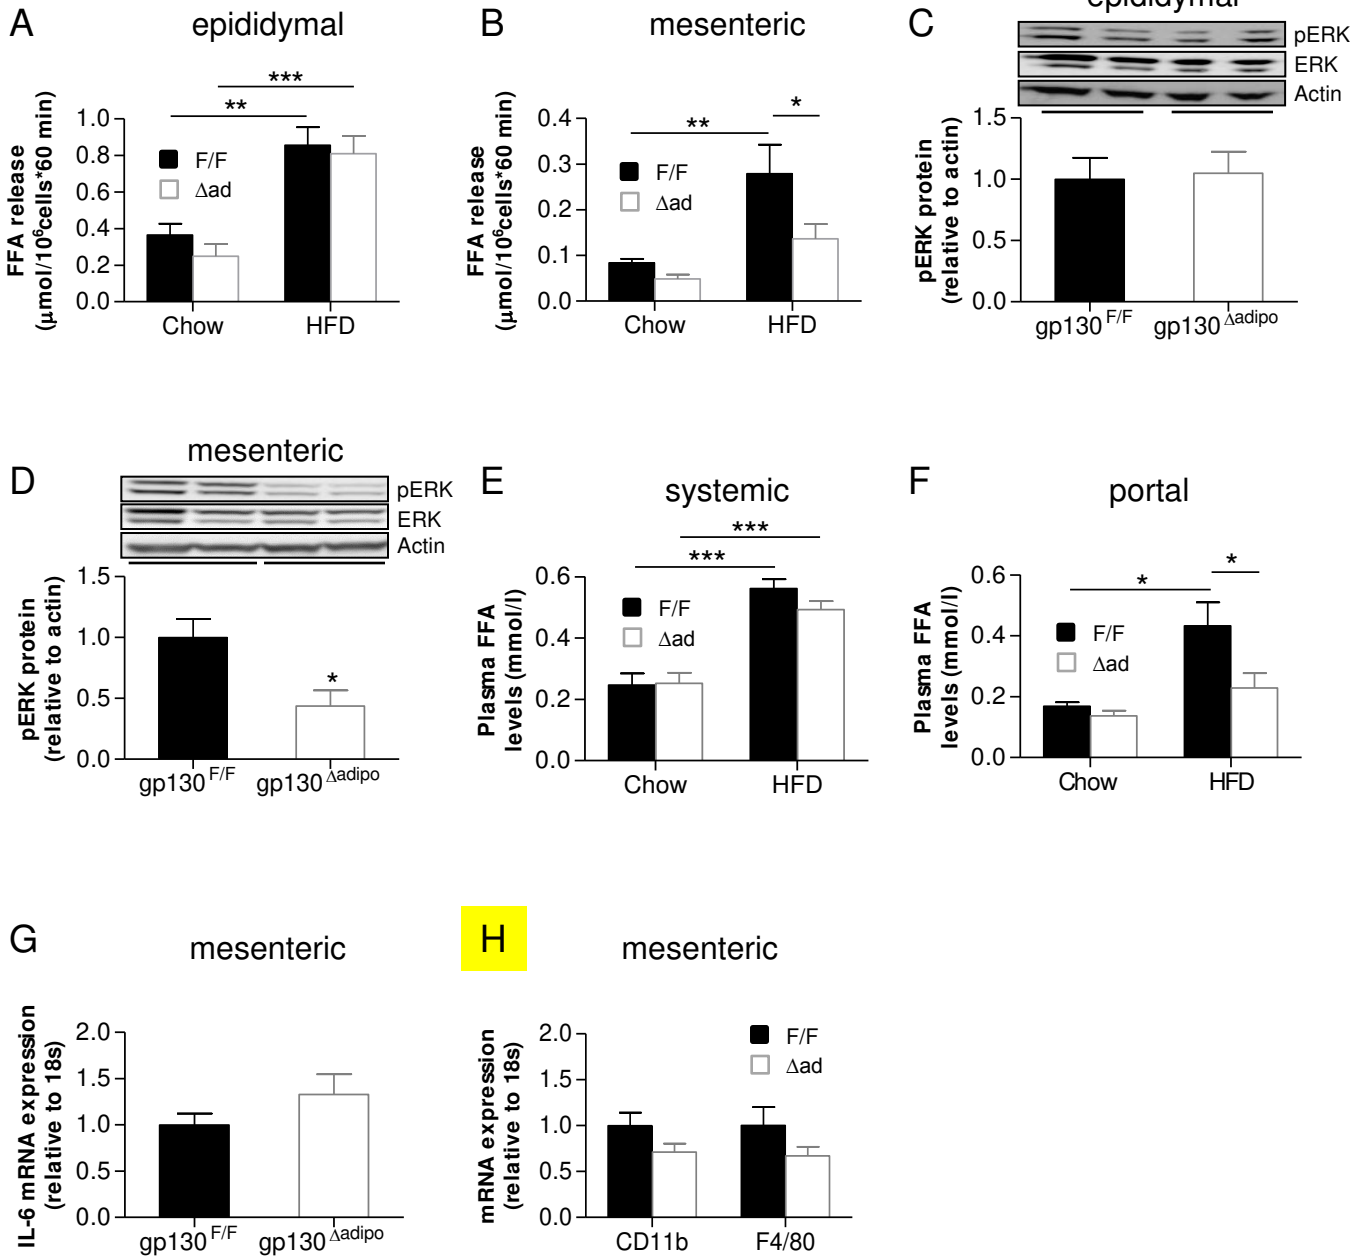 A
epididymal
***
**
FFA release
(μmol/10⁶cells*60 min)
1.0
0.8
0.6
0.4
0.2
0.0
F/F
Δad
Chow
HFD
B
mesenteric
**
*
FFA release
(μmol/10⁶cells*60 min)
0.4
0.3
0.2
0.1
0.0
F/F
Δad
Chow
HFD
C
epididymal
pERK
ERK
Actin
pERK protein
(relative to actin)
1.5
1.0
0.5
0.0
gp130 F/F
gp130 Δadipo
D
mesenteric
pERK
ERK
Actin
pERK protein
(relative to actin)
1.5
1.0
0.5
0.0
*
gp130 F/F
gp130 Δadipo
E
systemic
***
***
Plasma FFA
levels (mmol/l)
0.6
0.4
0.2
0.0
F/F
Δad
Chow
HFD
F
portal
*
*
Plasma FFA
levels (mmol/l)
0.6
0.4
0.2
0.0
F/F
Δad
Chow
HFD
G
mesenteric
IL-6 mRNA expression
(relative to 18s)
2.0
1.5
1.0
0.5
0.0
gp130 F/F
gp130 Δadipo
H
mesenteric
mRNA expression
(relative to 18s)
2.0
1.5
1.0
0.5
0.0
F/F
Δad
CD11b
F4/80